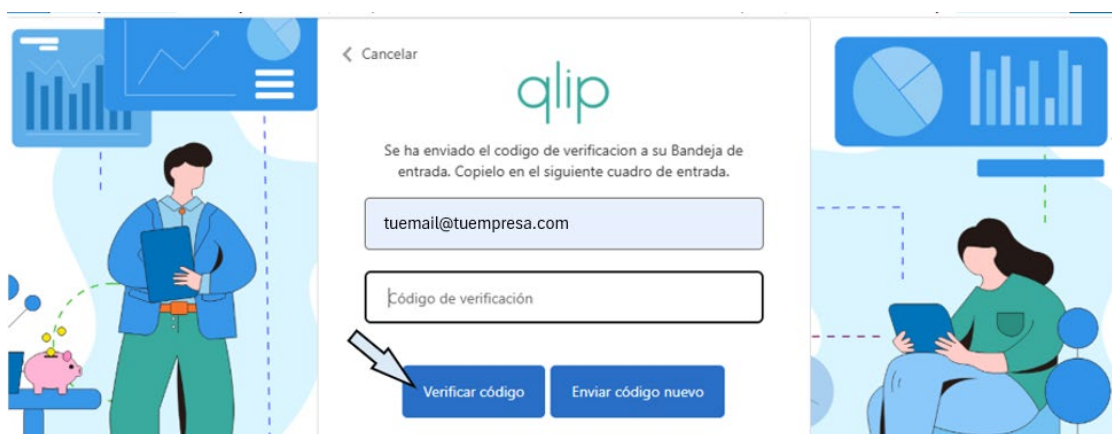 Cancelar
qlip
Se ha enviado el codigo de verificacion a su Bandeja de
entrada. Copielo en el siguiente cuadro de entrada.
tuemail@tuempresa.com
Código de verificación
Verificar código
Enviar código nuevo